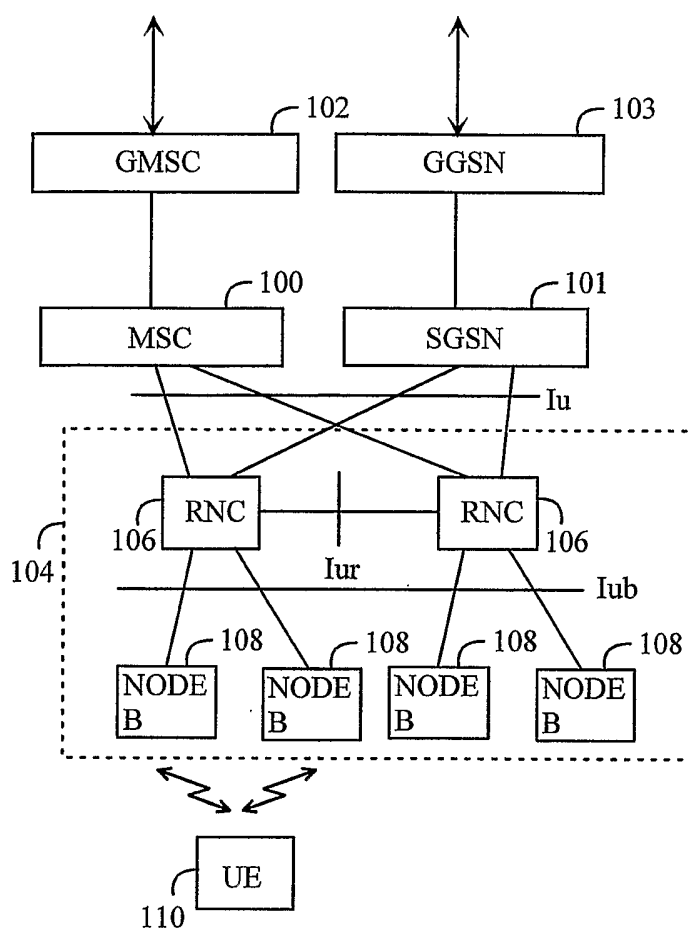 102
103
GMSC
GGSN
100
101
MSC
SGSN
Iu
RNC
RNC
106
106
104
Iur
Iub
108
108
108
108
NODE
B
NODE
B
NODE
B
NODE
B
UE
110